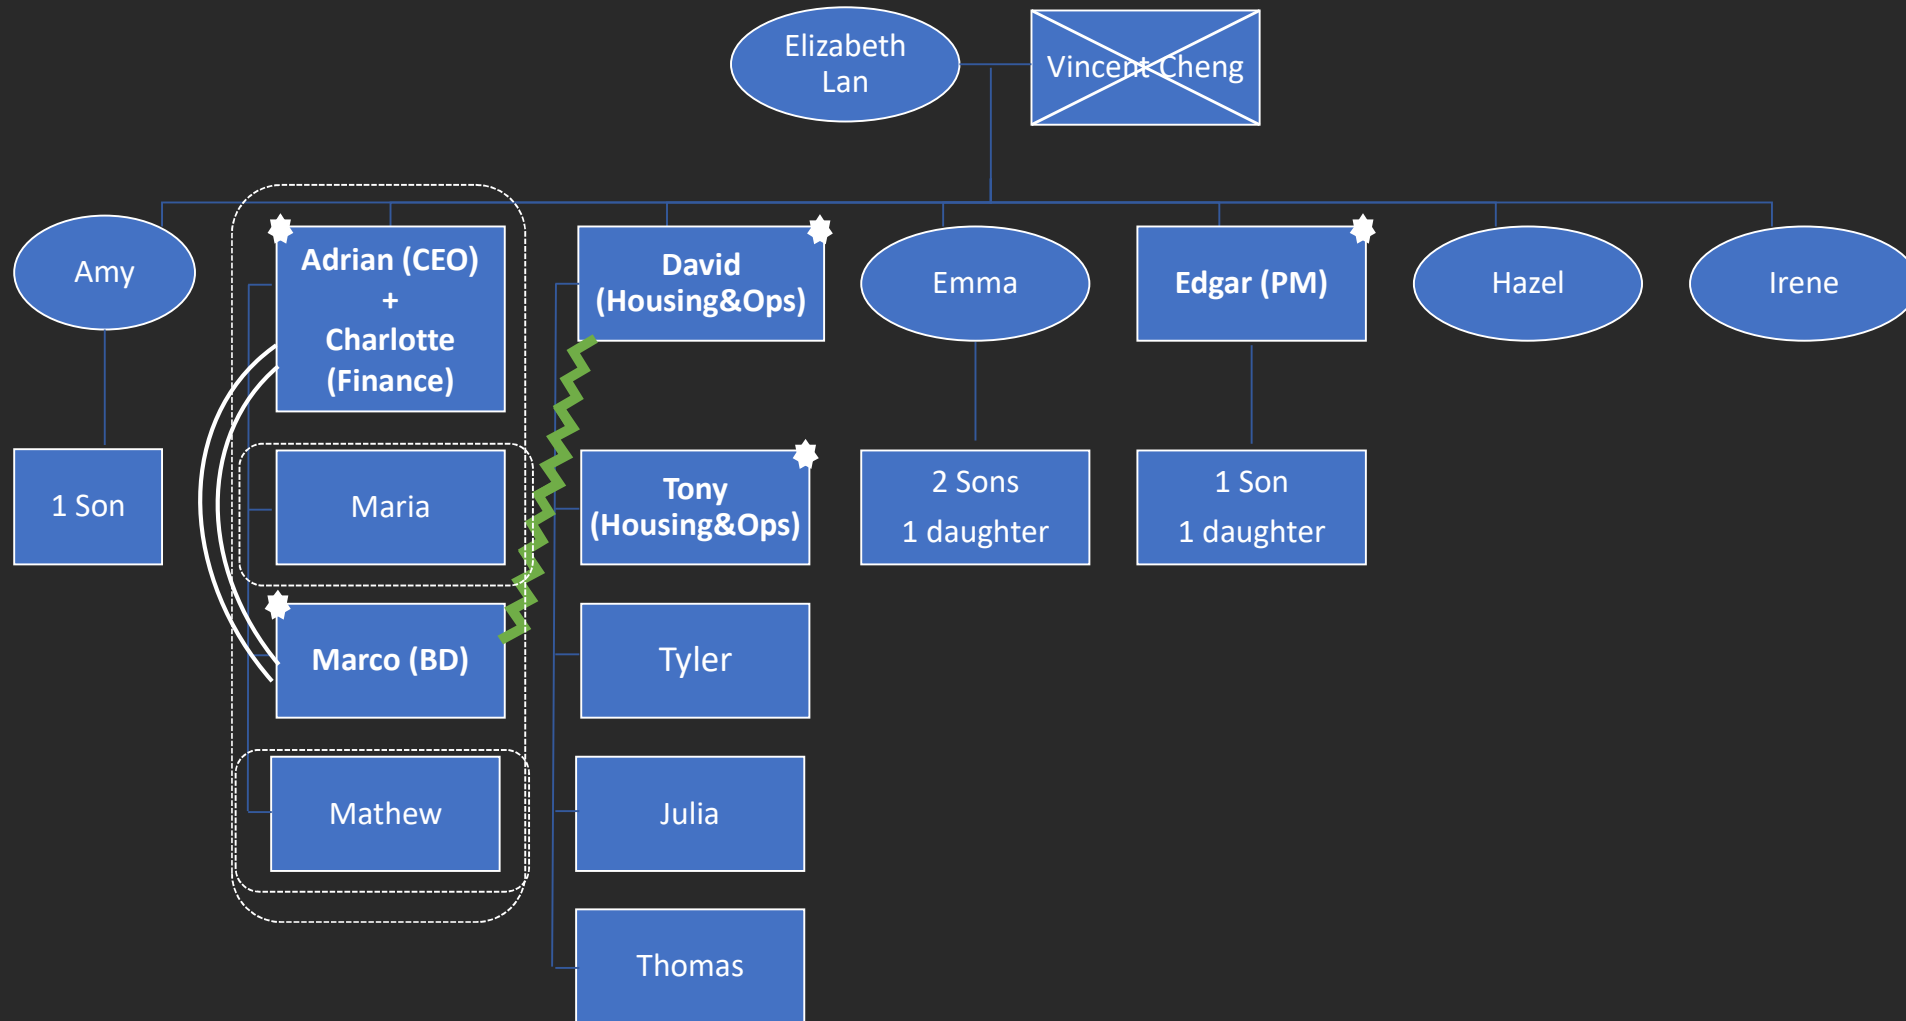 Elizabeth
Lan
Vincent Cheng
Amy
Adrian (CEO)
+
Charlotte
(Finance)
David
(Housing&Ops)
Emma
Edgar (PM)
Hazel
Irene
1 Son
Maria
Tony
(Housing&Ops)
2 Sons
1 daughter
1 Son
1 daughter
Marco (BD)
Tyler
Mathew
Julia
Thomas